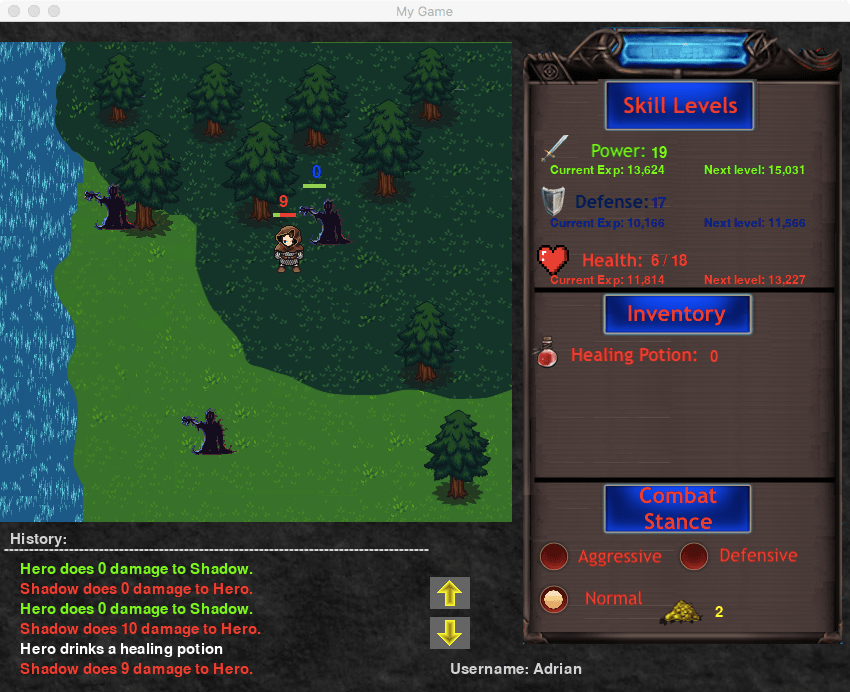 My Game
0
9
Skill Levels
Power: 19
Current Exp: 13,624 Next level: 15,031
Defense: 17
Current Exp: 10,166 Next level: 11,566
Health: 6 / 18
Current Exp: 11,814 Next level: 13,227
Inventory
Healing Potion: 0
Combat
Stance
Aggressive Defensive
Normal
2
History:
Hero does 0 damage to Shadow.
Shadow does 0 damage to Hero.
Hero does 0 damage to Shadow.
Shadow does 10 damage to Hero.
Hero drinks a healing potion
Shadow does 9 damage to Hero.
Username: Adrian